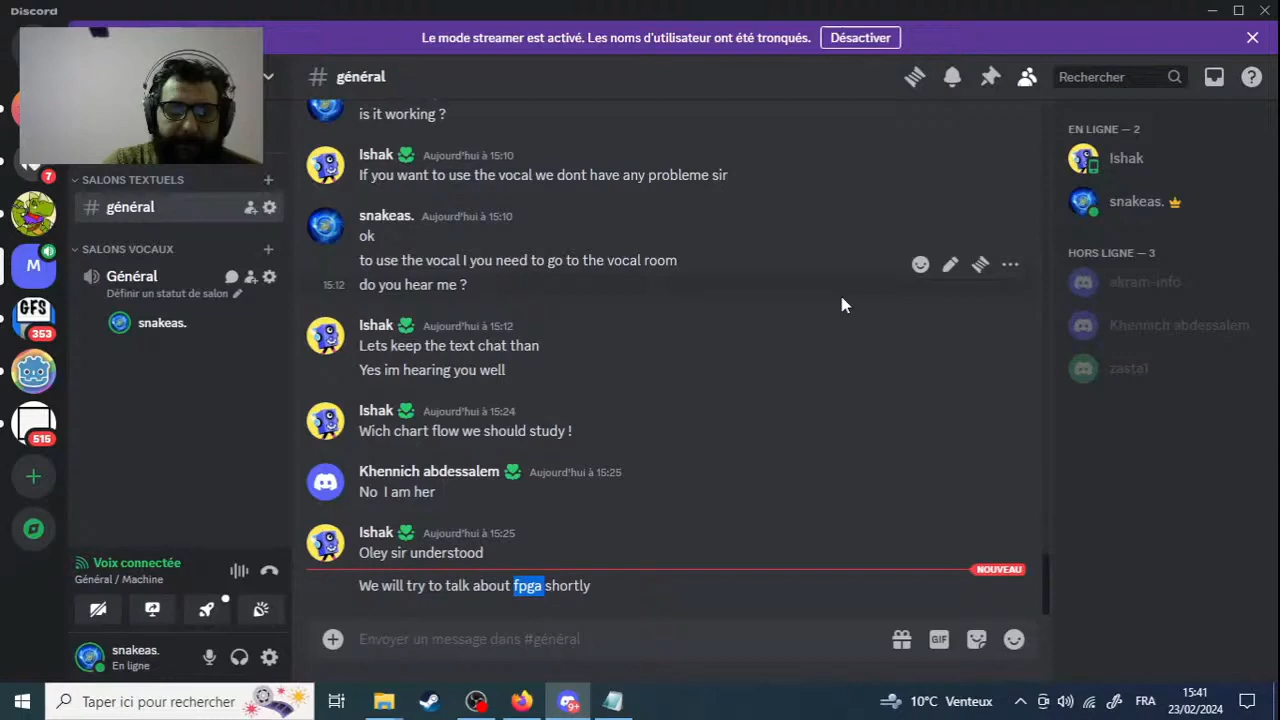 Discord
Le mode streamer est activé. Les noms d'utilisateur ont été tronqués.
Désactiver
général
Rechercher
7
353
515
M
GFS
SALONS TEXTUELS
général
SALONS VOCAUX
Général
Définir un statut de salon
snakeas.
Voix connectée
Général / Machine
snakeas.
En ligne
is it working ?
Ishak Aujourd'hui à 15:10
If you want to use the vocal we dont have any probleme sir
snakeas. Aujourd'hui à 15:10
ok
to use the vocal I you need to go to the vocal room
15:12 do you hear me ?
Ishak Aujourd'hui à 15:12
Lets keep the text chat than
Yes im hearing you well
Ishak Aujourd'hui à 15:24
Wich chart flow we should study !
Khennich abdessalem Aujourd'hui à 15:25
No I am her
Ishak Aujourd'hui à 15:25
Oley sir understood
NOUVEAU
We will try to talk about fpga shortly
Envoyer un message dans #général
GIF
EN LIGNE — 2
Ishak
snakeas.
HORS LIGNE — 3
akram-info
Khennich abdessalem
zasta1
Taper ici pour rechercher
9+
10°C Venteux
FRA
15:41
23/02/2024